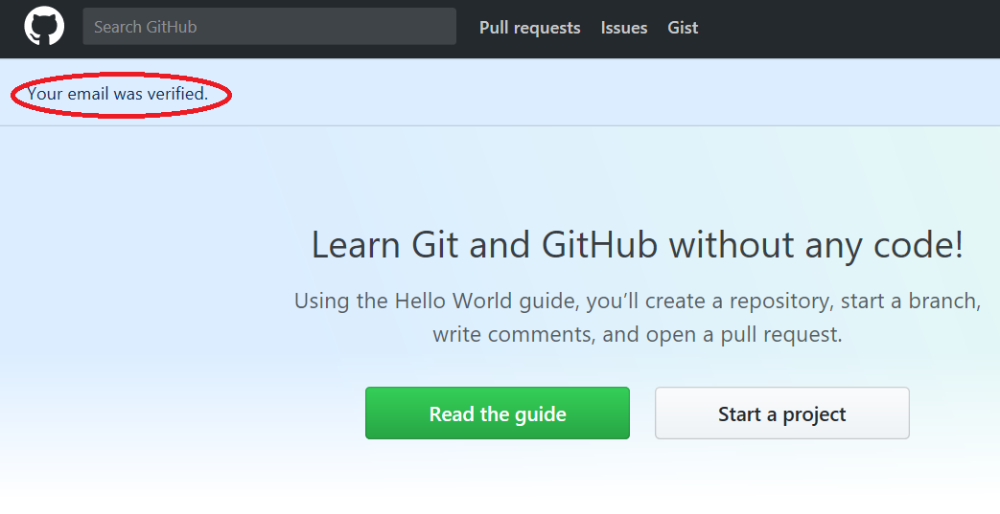 Search GitHub
Pull requests
Issues
Gist
Your email was verified.
Learn Git and GitHub without any code!
Using the Hello World guide, you’ll create a repository, start a branch,
write comments, and open a pull request.
Read the guide
Start a project